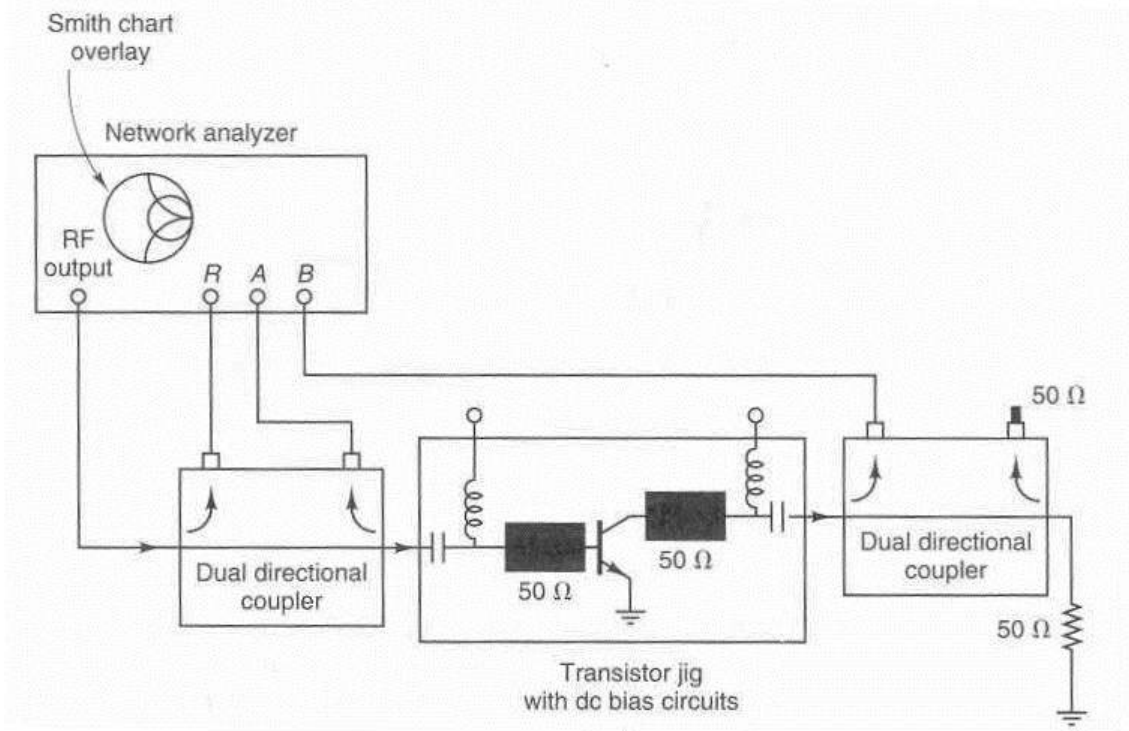 Smith chart
overlay
Network analyzer
RF
output
R
A
B
50 Ω
50 Ω
50 Ω
Dual directional
coupler
Dual directional
coupler
50 Ω
Transistor jig
with dc bias circuits